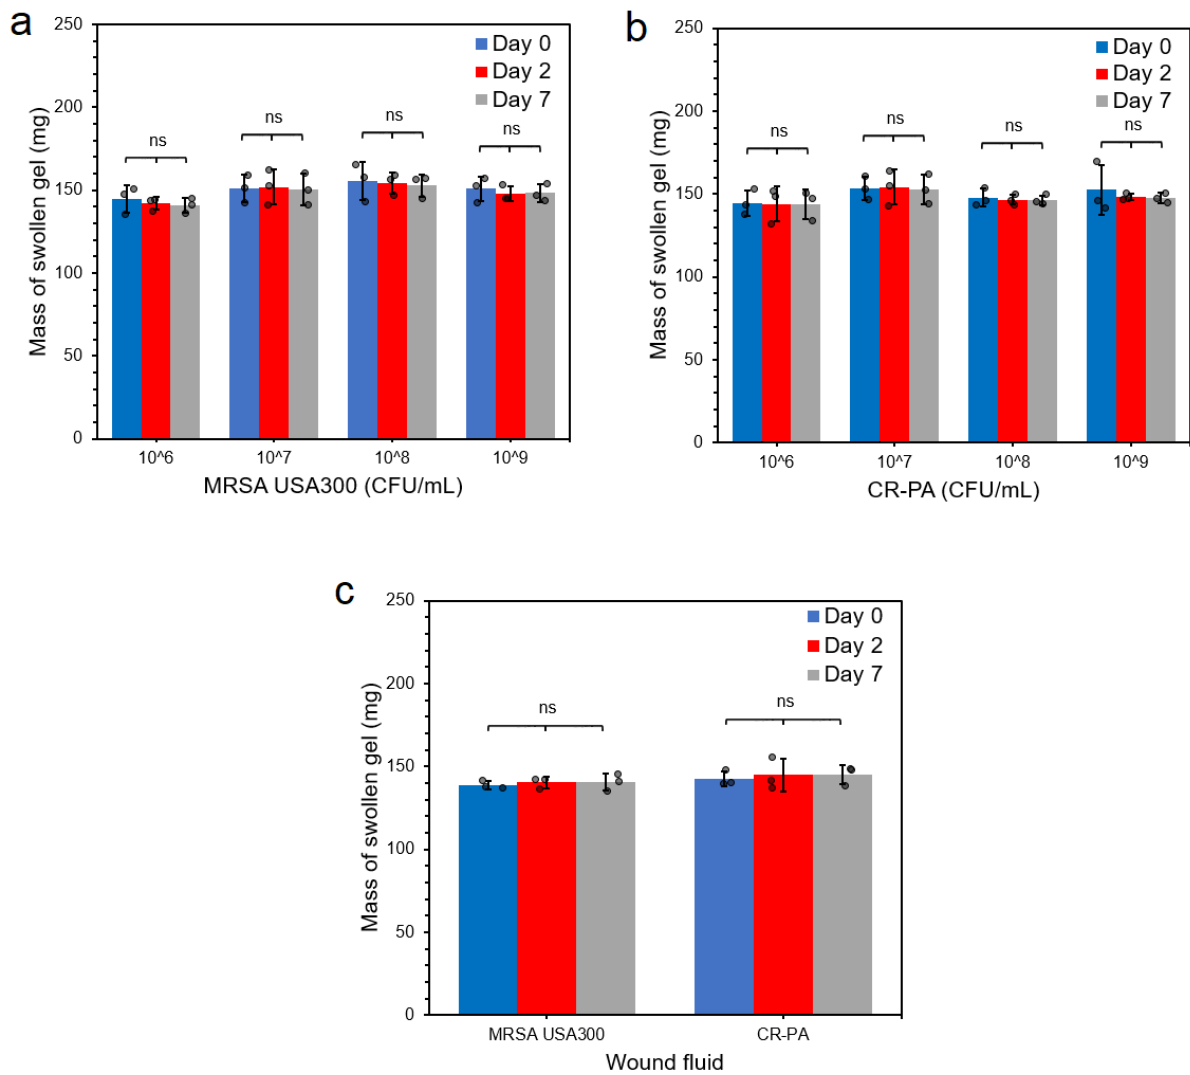 a
250
200
150
100
50
0
Mass of swollen gel (mg)
Day 0
Day 2
Day 7
ns
ns
ns
ns
10^6
10^7
10^8
10^9
MRSA USA300 (CFU/mL)
b
250
200
150
100
50
0
Mass of swollen gel (mg)
Day 0
Day 2
Day 7
ns
ns
ns
ns
10^6
10^7
10^8
10^9
CR-PA (CFU/mL)
c
250
200
150
100
50
0
Mass of swollen gel (mg)
Day 0
Day 2
Day 7
ns
ns
MRSA USA300
CR-PA
Wound fluid